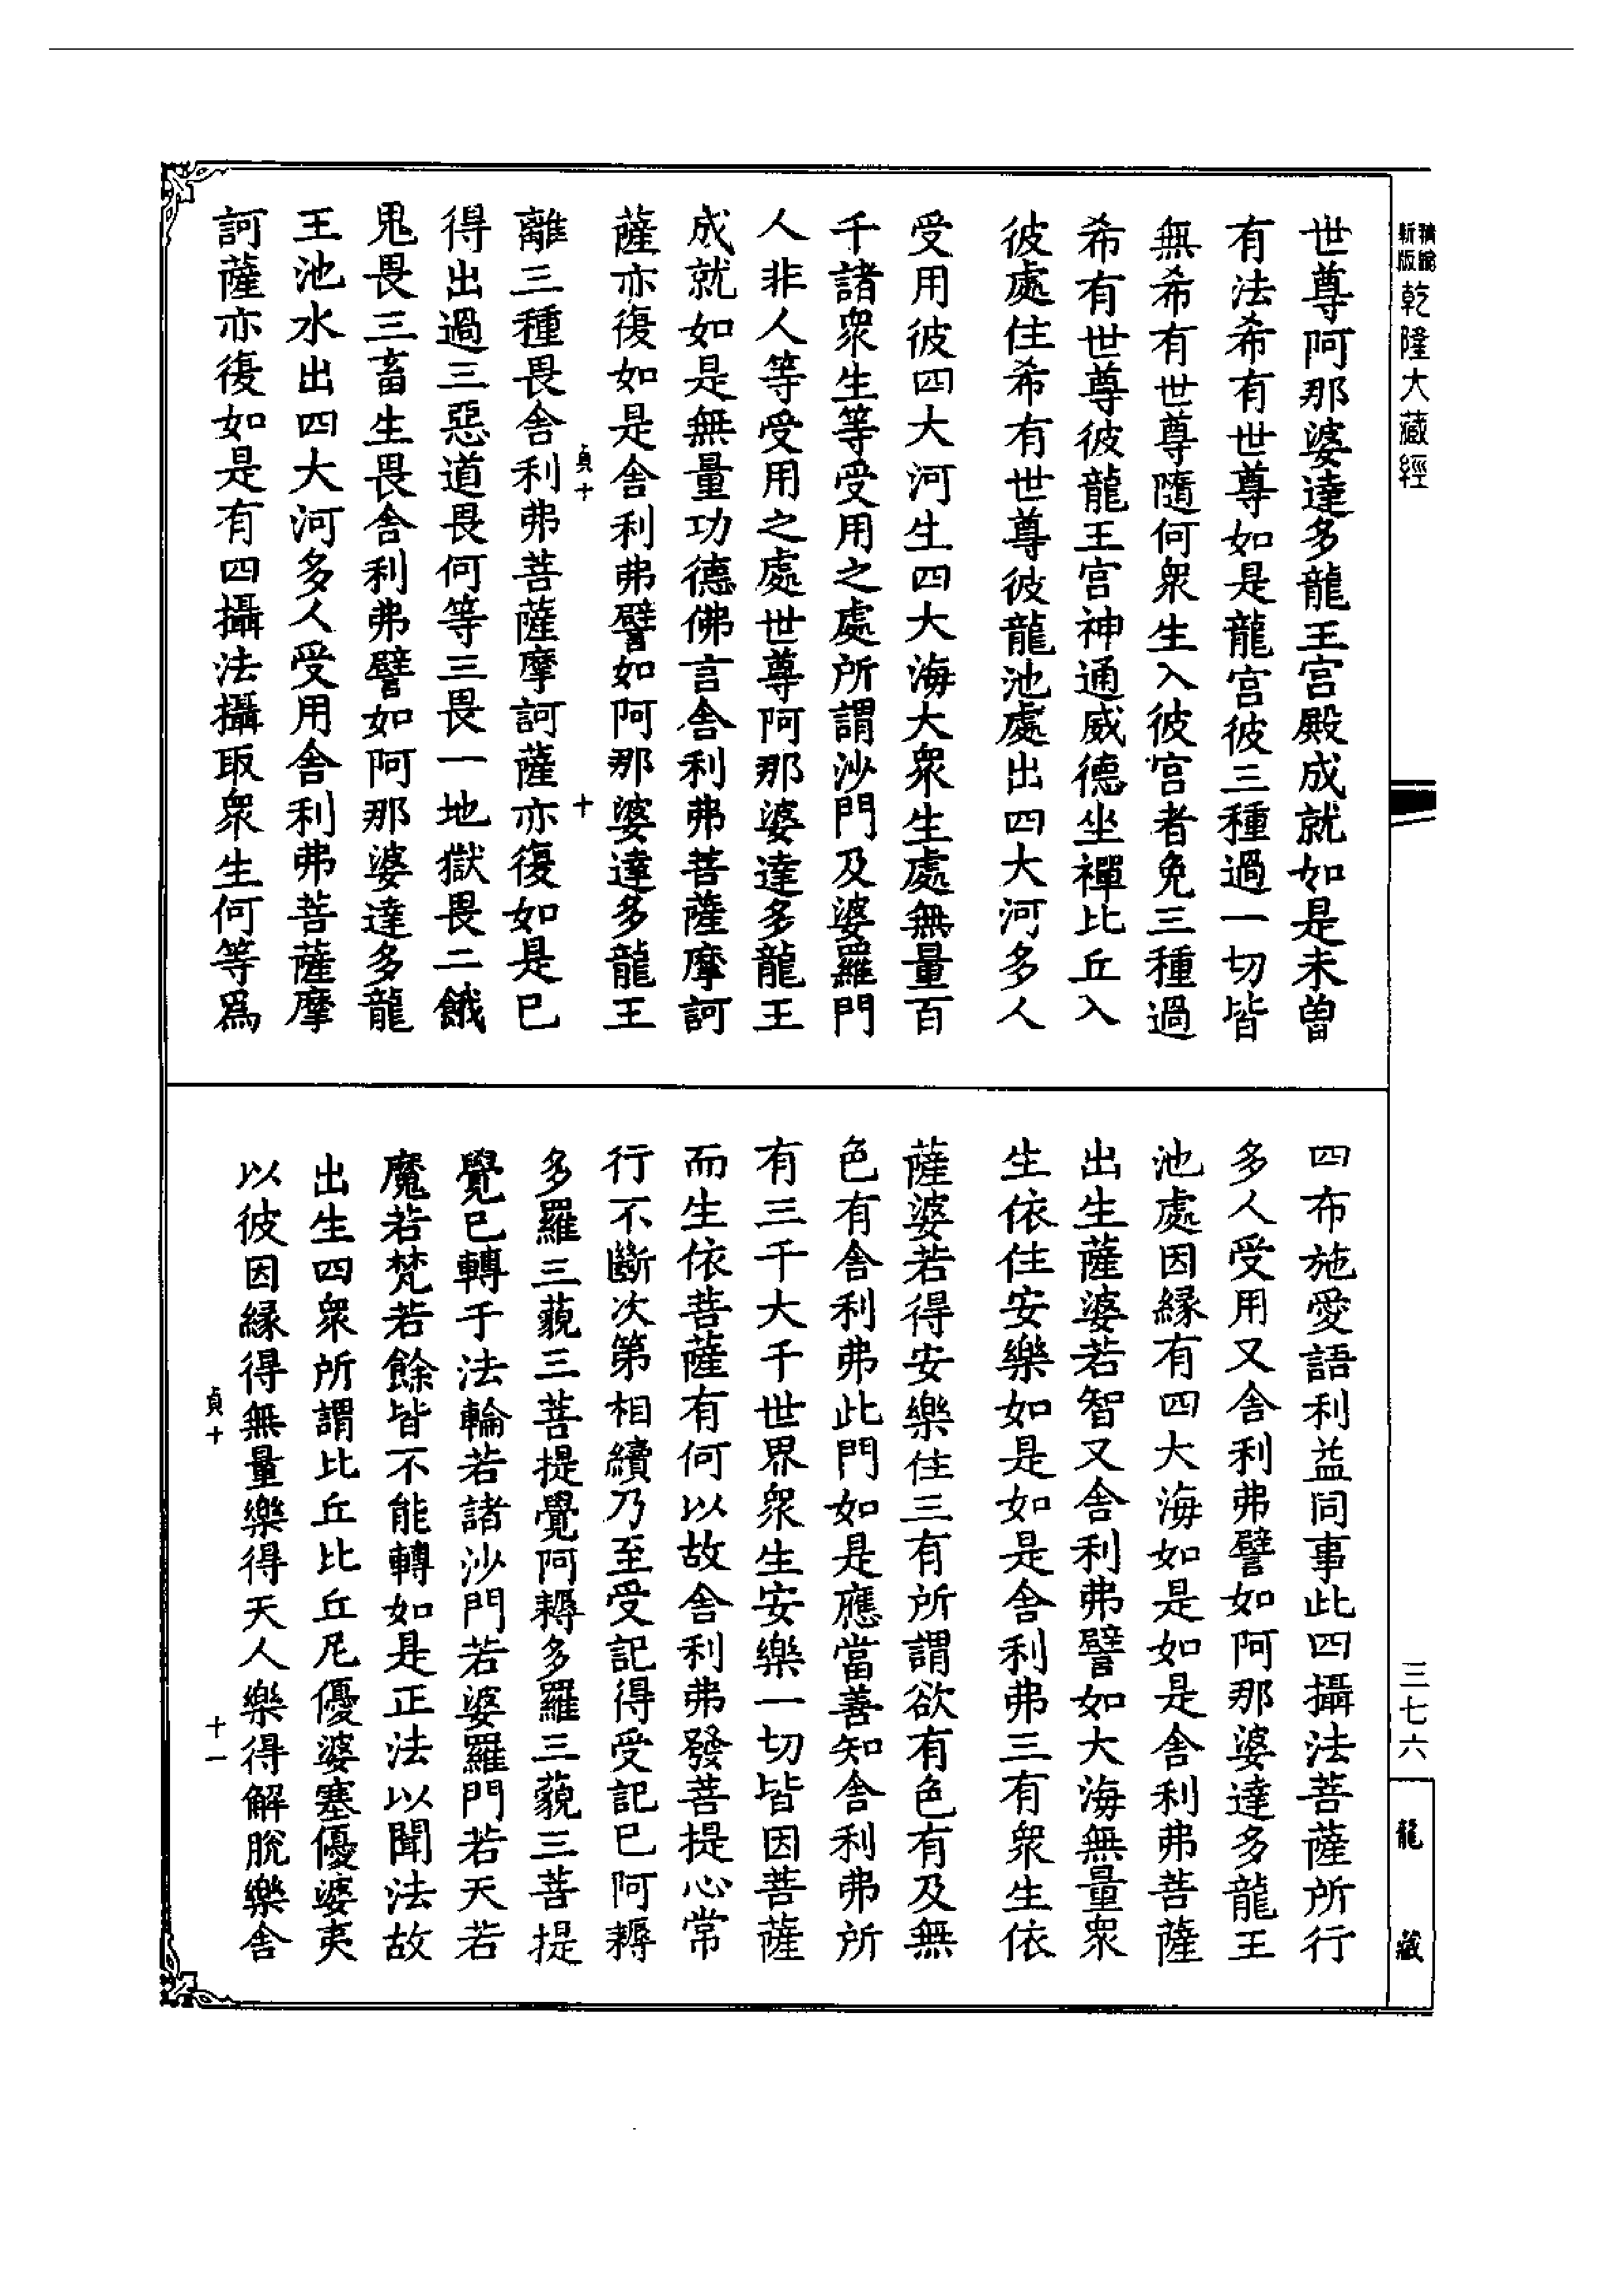 精縮新版乾隆大藏經
世尊阿那婆達多龍王宫殿成就如是未曽
有法希有世尊如是龍宫彼三種過一切皆
無希有世尊隨何衆生入彼宫者免三種過
希有世尊彼龍王宫神通威德坐禪比丘入
彼處住希有世尊彼龍池處出四大河多人
受用彼四大河生四大海大衆生處無量百
千諸衆生等受用之處所謂沙門及婆羅門
人非人等受用之處世尊阿那婆達多龍王
成就如是無量功德佛言舍利弗菩薩摩訶
薩亦復如是舍利弗譬如阿那婆達多龍王
貞十 十
離三種畏舍利弗菩薩摩訶薩亦復如是已
得出過三惡道畏何等三畏一地獄畏二餓
鬼畏三畜生畏舍利弗譬如阿那婆達多龍
王池水出四大河多人受用舍利弗菩薩摩
訶薩亦復如是有四攝法攝取衆生何等爲
四布施愛語利益同事此四攝法菩薩所行
多人受用又舍利弗譬如阿那婆達多龍王
池處因縁有四大海如是如是舍利弗菩薩
出生薩婆若智又舍利弗譬如大海無量衆
生依住安樂如是如是舍利弗三有衆生依
薩婆若得安樂住三有所謂欲有色有及無
色有舍利弗此門如是應當善知舍利弗所
有三千大千世界衆生安樂一切皆因菩薩
而生依菩薩有何以故舍利弗發菩提心常
行不斷次第相續乃至受記得受記已阿耨
多羅三藐三菩提覺阿耨多羅三藐三菩提
覺已轉于法輪若諸沙門若婆羅門若天若
魔若梵若餘皆不能轉如是正法以聞法故
出生四衆所謂比丘比丘尼優婆塞優婆夷
以彼因縁得無量樂得天人樂得解脫樂舍
貞十 十一
三七六
龍藏